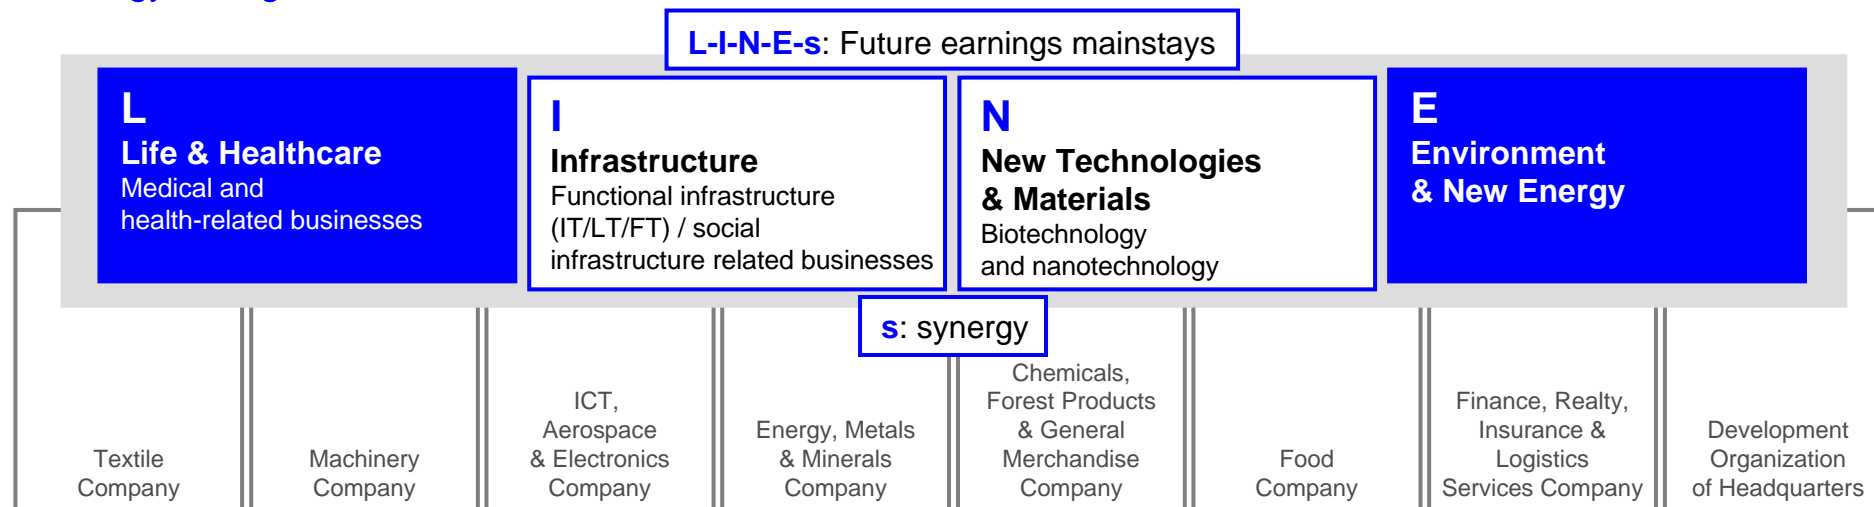 L-I-N-E-s: Future earnings mainstays
L
Life & Healthcare
Medical and
health-related businesses
I
Infrastructure
Functional infrastructure
(IT/LT/FT) / social
infrastructure related businesses
N
New Technologies
& Materials
Biotechnology
and nanotechnology
E
Environment
& New Energy
s: synergy
Textile
Company
Machinery
Company
ICT,
Aerospace
& Electronics
Company
Energy, Metals
& Minerals
Company
Chemicals,
Forest Products
& General
Merchandise
Company
Food
Company
Finance, Realty,
Insurance &
Logistics
Services Company
Development
Organization
of Headquarters